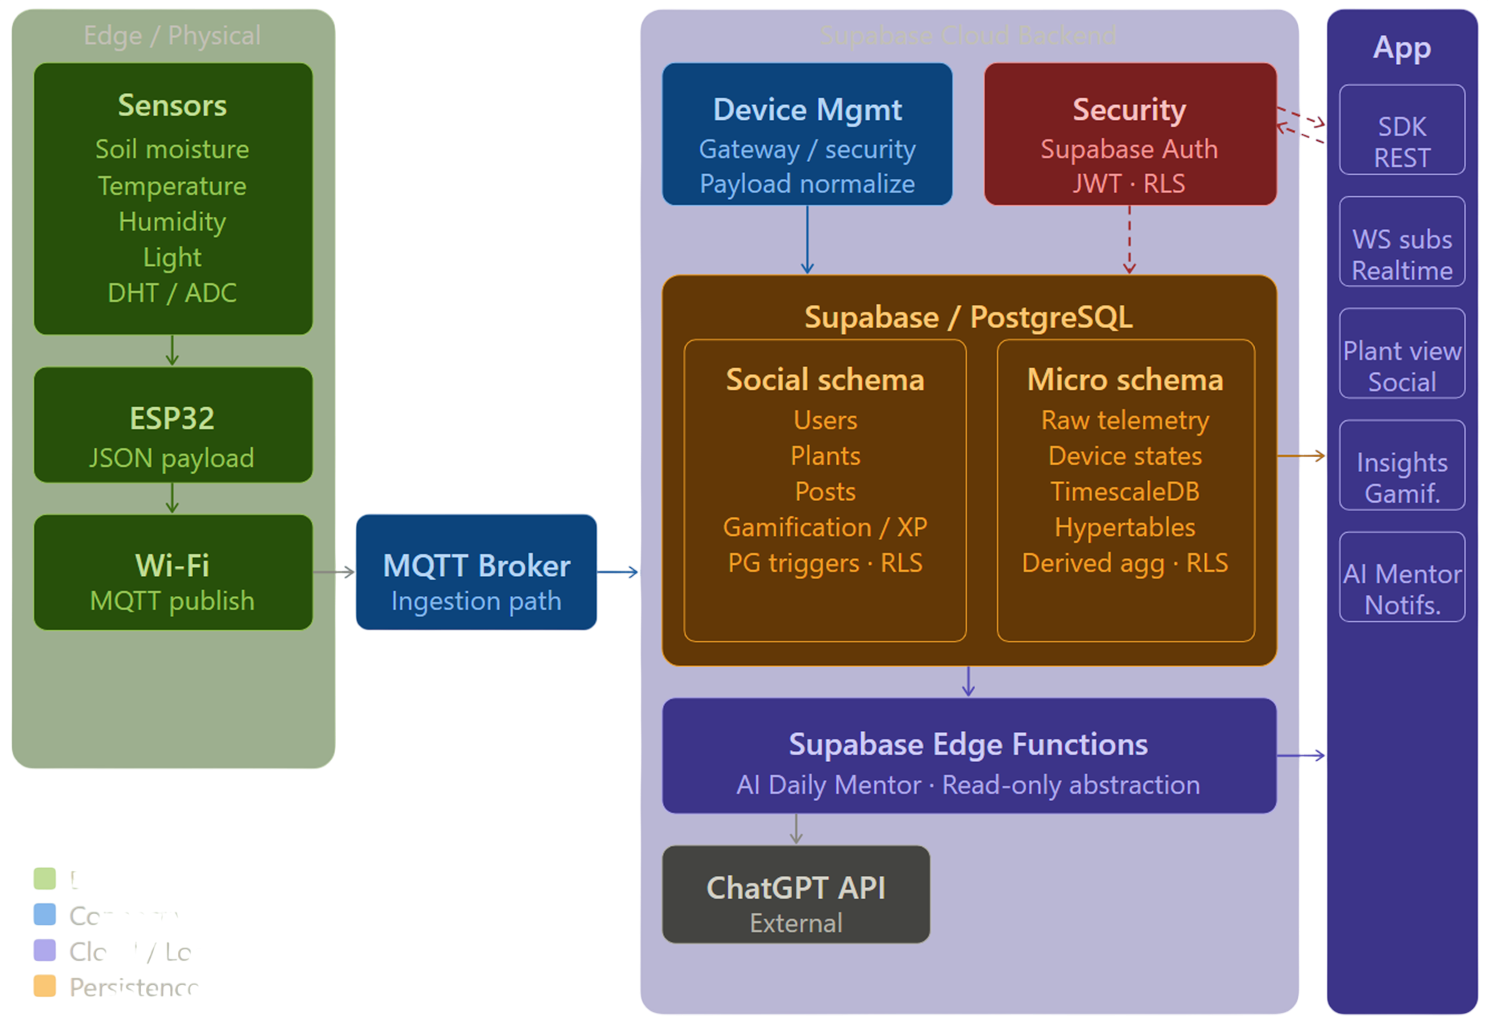 Edge / Physical
Sensors
Soil moisture
Temperature
Humidity
Light
DHT / ADC
ESP32
JSON payload
Wi-Fi
MQTT publish
MQTT Broker
Ingestion path
Supabase Cloud Backend
Device Mgmt
Gateway / security
Payload normalize
Security
Supabase Auth
JWT · RLS
Supabase / PostgreSQL
Social schema
Users
Plants
Posts
Gamification / XP
PG triggers · RLS
Micro schema
Raw telemetry
Device states
TimescaleDB
Hypertables
Derived agg · RLS
Supabase Edge Functions
AI Daily Mentor · Read-only abstraction
ChatGPT API
External
App
SDK
REST
WS subs
Realtime
Plant view
Social
Insights
Gamif.
AI Mentor
Notifs.
Persistence